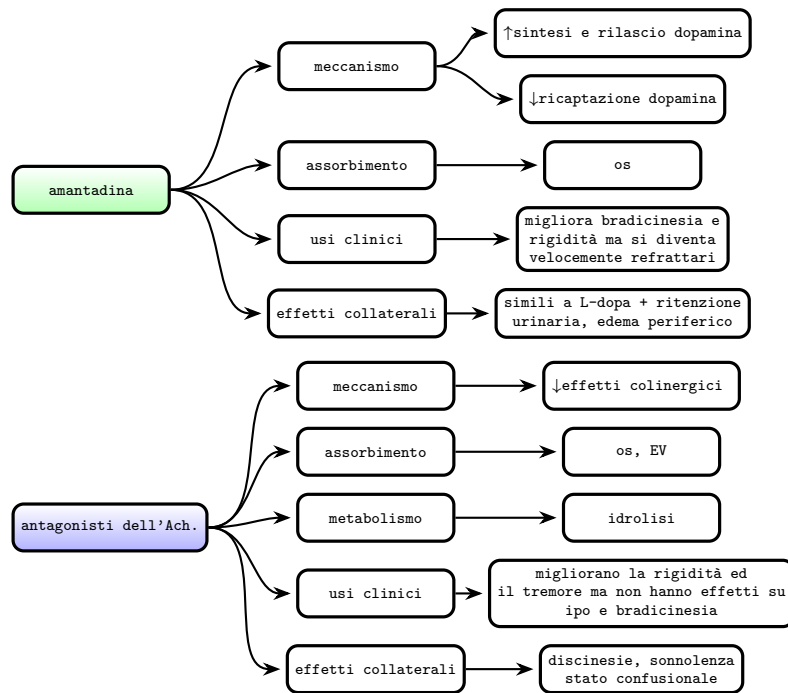 amantadina
meccanismo
↑sintesi e rilascio dopamina
↓ricaptazione dopamina
assorbimento
os
usi clinici
migliora bradicinesia e
rigidità ma si diventa
velocemente refrattari
effetti collaterali
simili a L-dopa + ritenzione
urinaria, edema periferico
antagonisti dell'Ach.
meccanismo
↓effetti colinergici
assorbimento
os, EV
metabolismo
idrolisi
usi clinici
migliorano la rigidità ed
il tremore ma non hanno effetti su
ipo e bradicinesia
effetti collaterali
discinesie, sonnolenza
stato confusionale